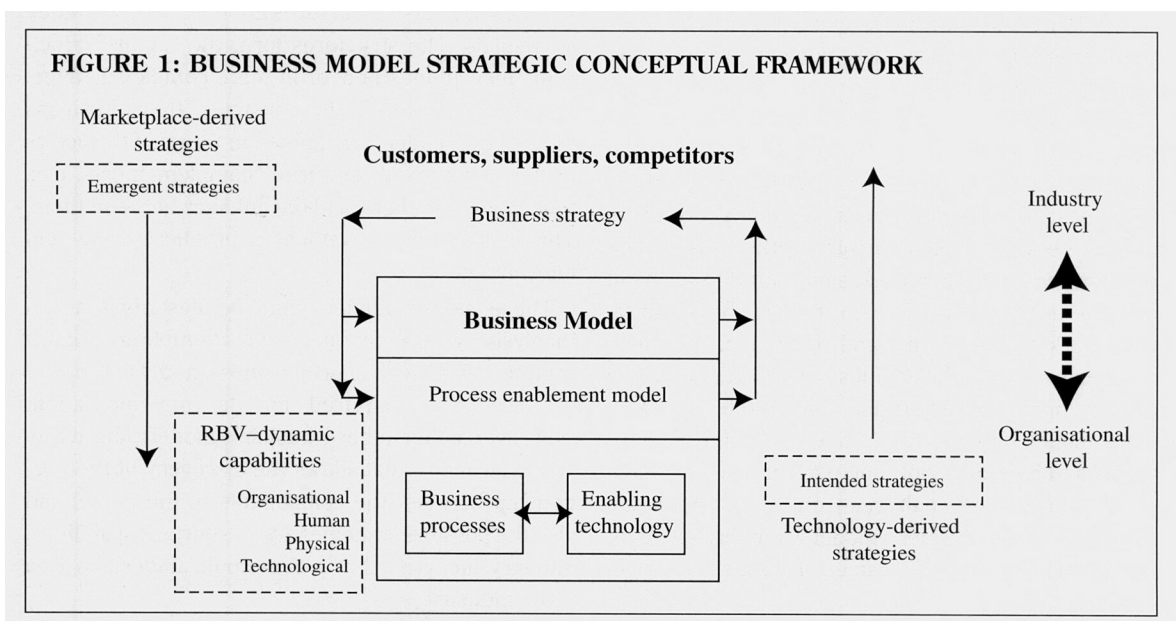 FIGURE 1: BUSINESS MODEL STRATEGIC CONCEPTUAL FRAMEWORK
Marketplace-derived
strategies
Emergent strategies
Customers, suppliers, competitors
Business strategy
Industry
level
Business Model
Process enablement model
RBV–dynamic
capabilities
Organisational
Human
Physical
Technological
Business
processes
Enabling
technology
Intended strategies
Technology-derived
strategies
Organisational
level